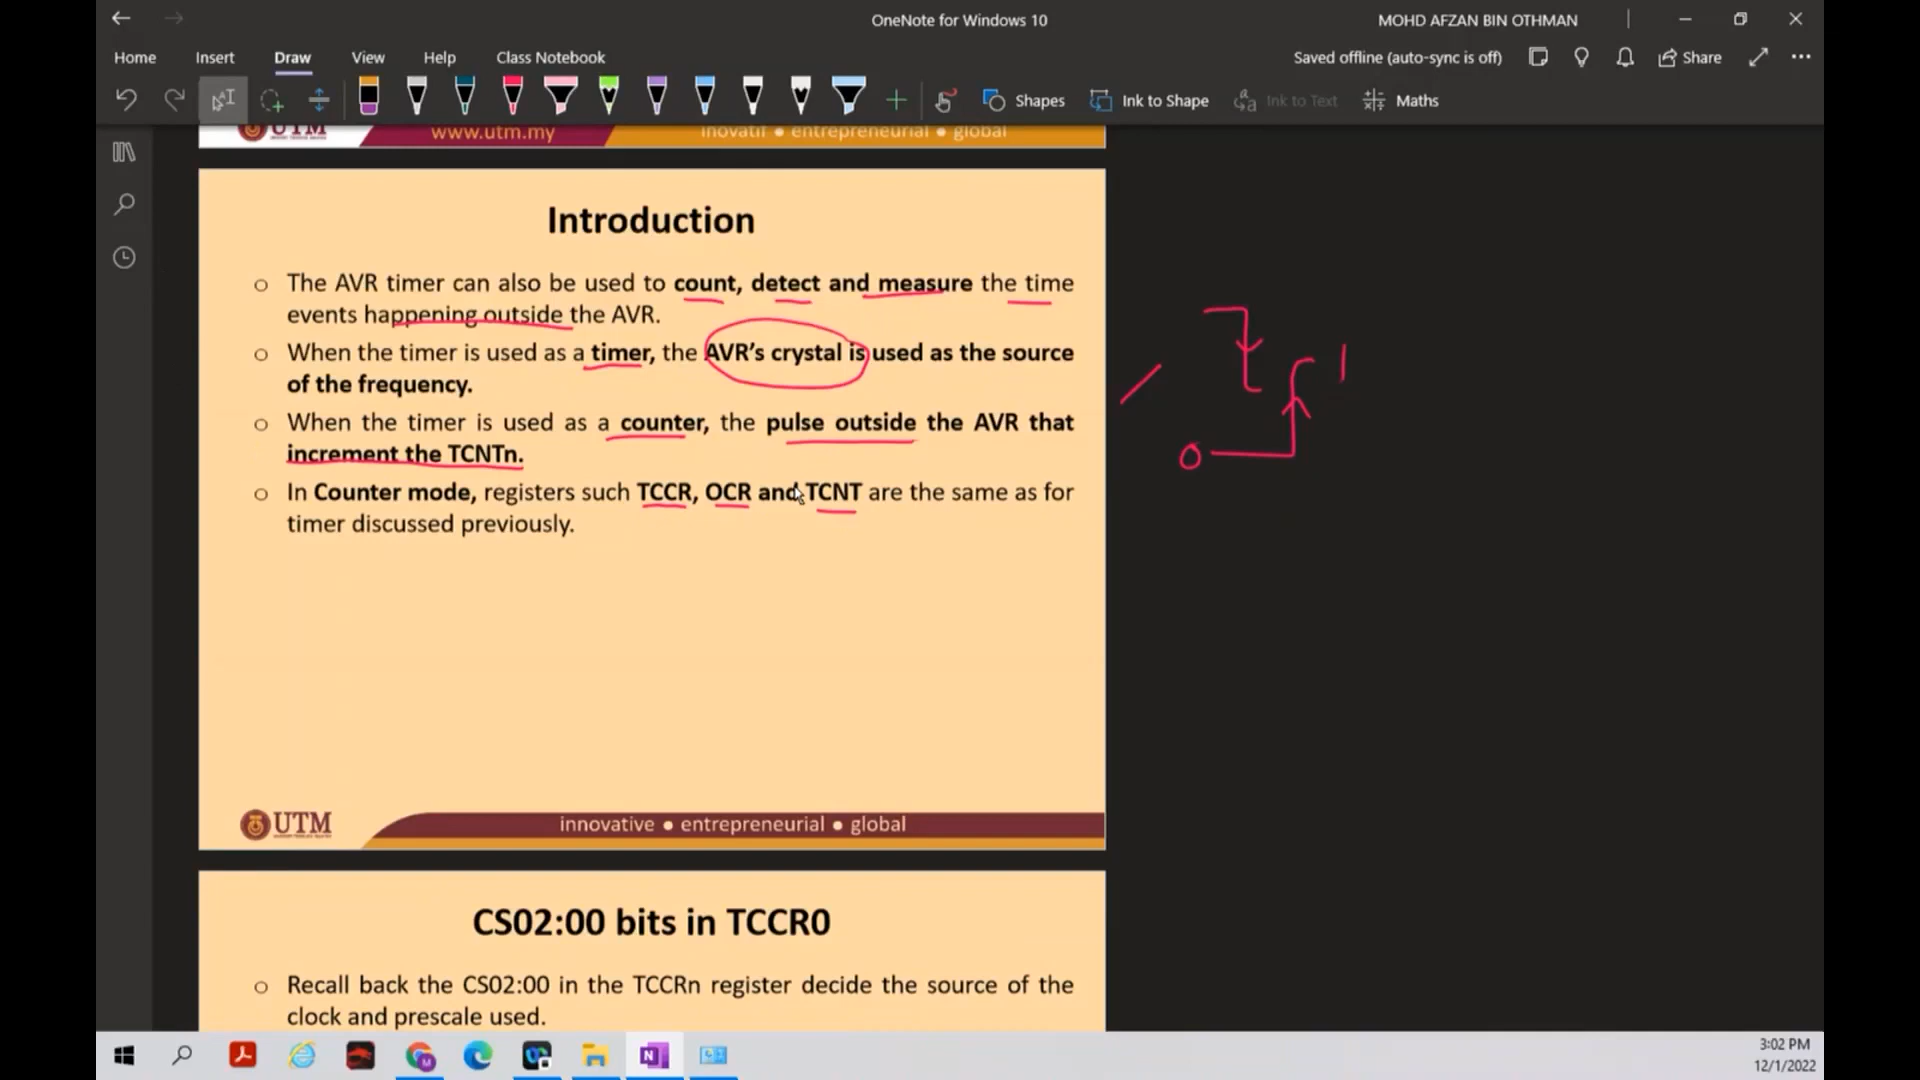 OneNote for Windows 10
MOHD AFZAN BIN OTHMAN
Home Insert Draw View Help Class Notebook
Saved offline (auto-sync is off) Share
Shapes Ink to Shape Ink to Text Maths
UTM www.utm.my inovatif ● entrepreneurial ● global
Introduction
o The AVR timer can also be used to count, detect and measure the time
events happening outside the AVR.
o When the timer is used as a timer, the AVR's crystal is used as the source
of the frequency.
o When the timer is used as a counter, the pulse outside the AVR that
increment the TCNTn.
o In Counter mode, registers such TCCR, OCR and TCNT are the same as for
timer discussed previously.
1
0
UTM innovative ● entrepreneurial ● global
CS02:00 bits in TCCR0
o Recall back the CS02:00 in the TCCRn register decide the source of the
clock and prescale used.
3:02 PM
12/1/2022